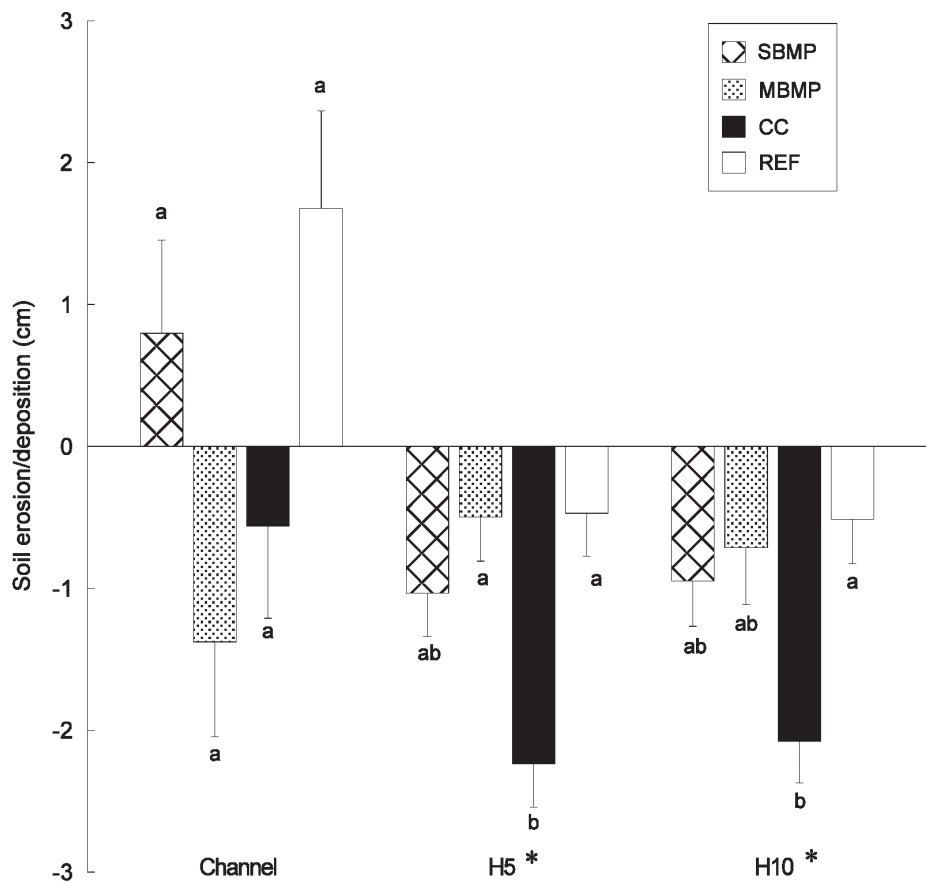 3
2
1
0
-1
-2
-3
Soil erosion/deposition (cm)
SBMP
MBMP
CC
REF
a
a
a
a
ab
a
b
a
ab
ab
b
a
Channel
H5 *
H10 *